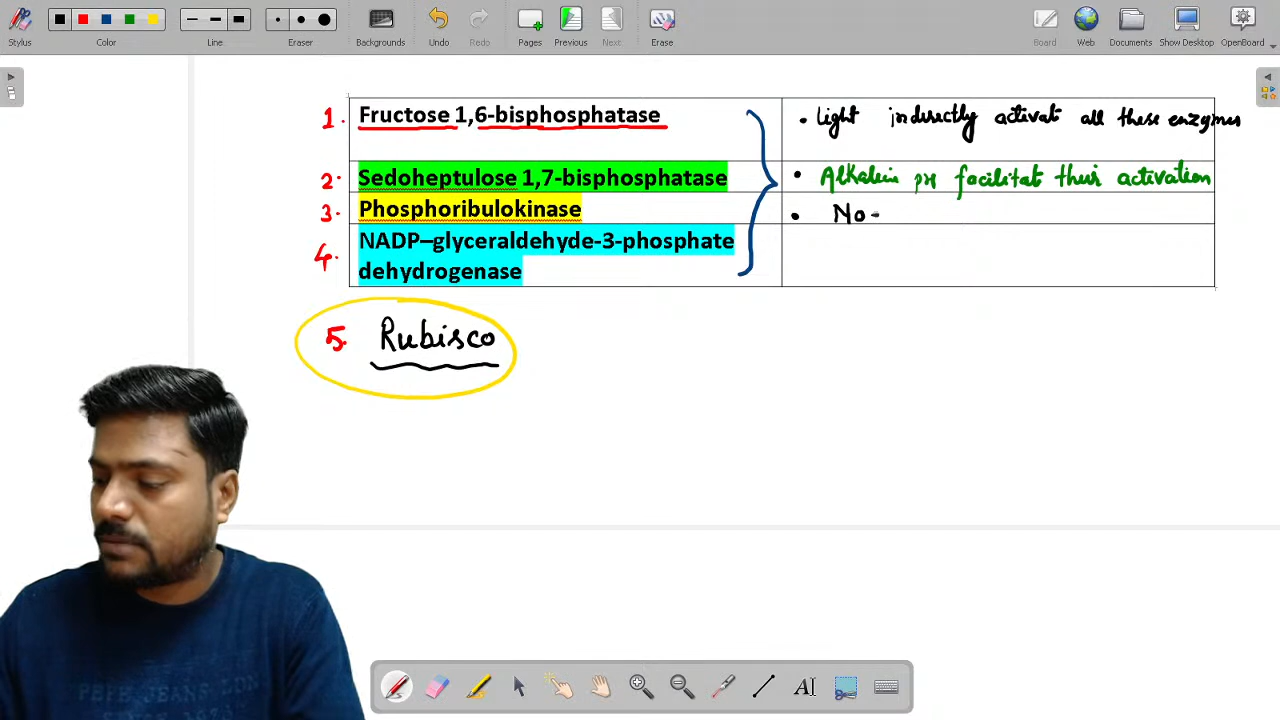 Stylus
Color
Line
Eraser
Backgrounds
Undo
Redo
Pages
Previous
Next
Erase
Board
Web
Documents
Show Desktop
OpenBoard
1. Fructose 1,6-bisphosphatase
• Light indirectly activat all these enzymes
2. Sedoheptulose 1,7-bisphosphatase
• Alkalein pH facilitat their activation
3. Phosphoribulokinase
• No-
4. NADP–glyceraldehyde-3-phosphate
dehydrogenase
5. Rubisco